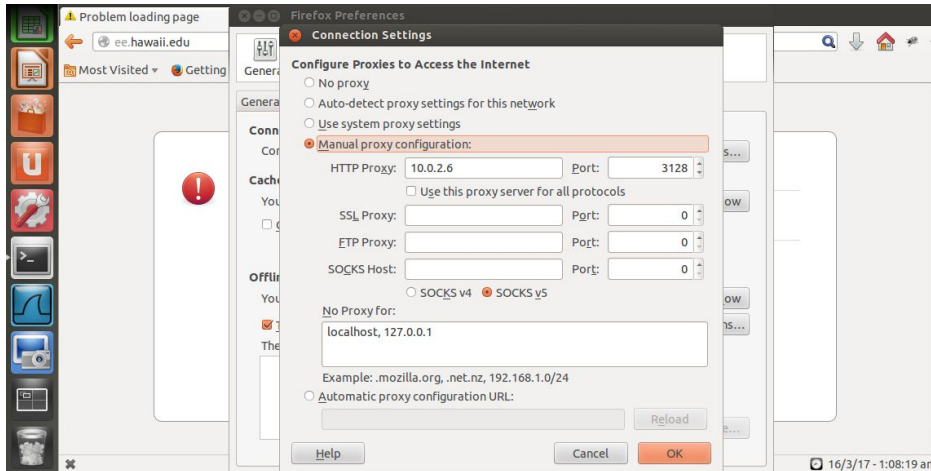 Problem loading page
Firefox Preferences
ee.hawaii.edu
Most Visited
Getting
Connection Settings
Configure Proxies to Access the Internet
No proxy
Auto-detect proxy settings for this network
Use system proxy settings
Manual proxy configuration:
HTTP Proxy: 10.0.2.6 Port: 3128
Use this proxy server for all protocols
SSL Proxy: Port: 0
FTP Proxy: Port: 0
SOCKS Host: Port: 0
SOCKS v4 SOCKS v5
No Proxy for:
localhost, 127.0.0.1
Example: .mozilla.org, .net.nz, 192.168.1.0/24
Automatic proxy configuration URL:
Reload
Help Cancel OK
Genera
Genera
Conn
Cor
s...
Cach
You
ow
Offlin
You
ow
ns...
The
e...
16/3/17 - 1:08:19 am